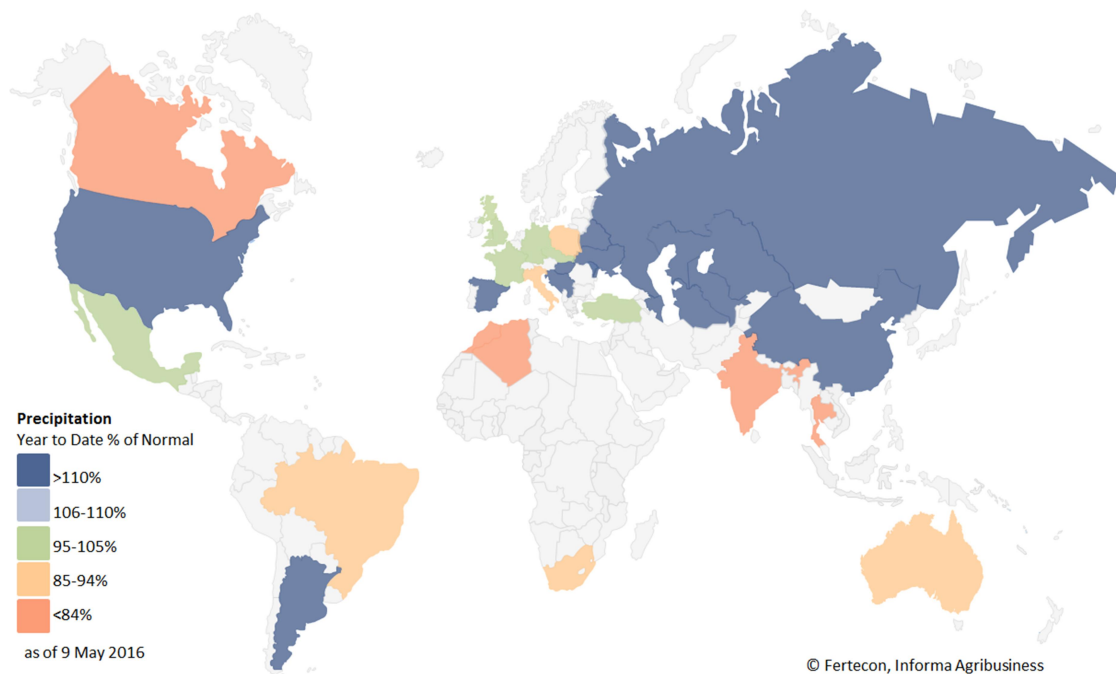 Precipitation
Year to Date % of Normal
>110%
106-110%
95-105%
85-94%
<84%
as of 9 May 2016
© Fertecon, Informa Agribusiness